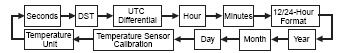 Seconds DST UTC Differential Hour Minutes 12/24-Hour Format
Temperature Unit Temperature Sensor Calibration Day Month Year